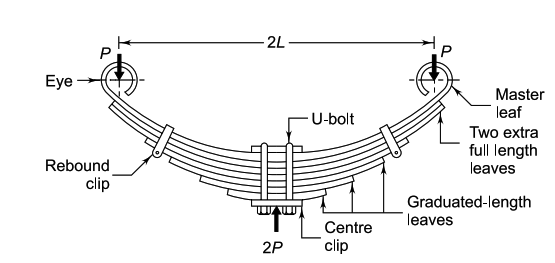 2L
P
P
Eye
Master
leaf
U-bolt
Two extra
full length
leaves
Rebound
clip
Graduated-length
leaves
Centre
clip
2P